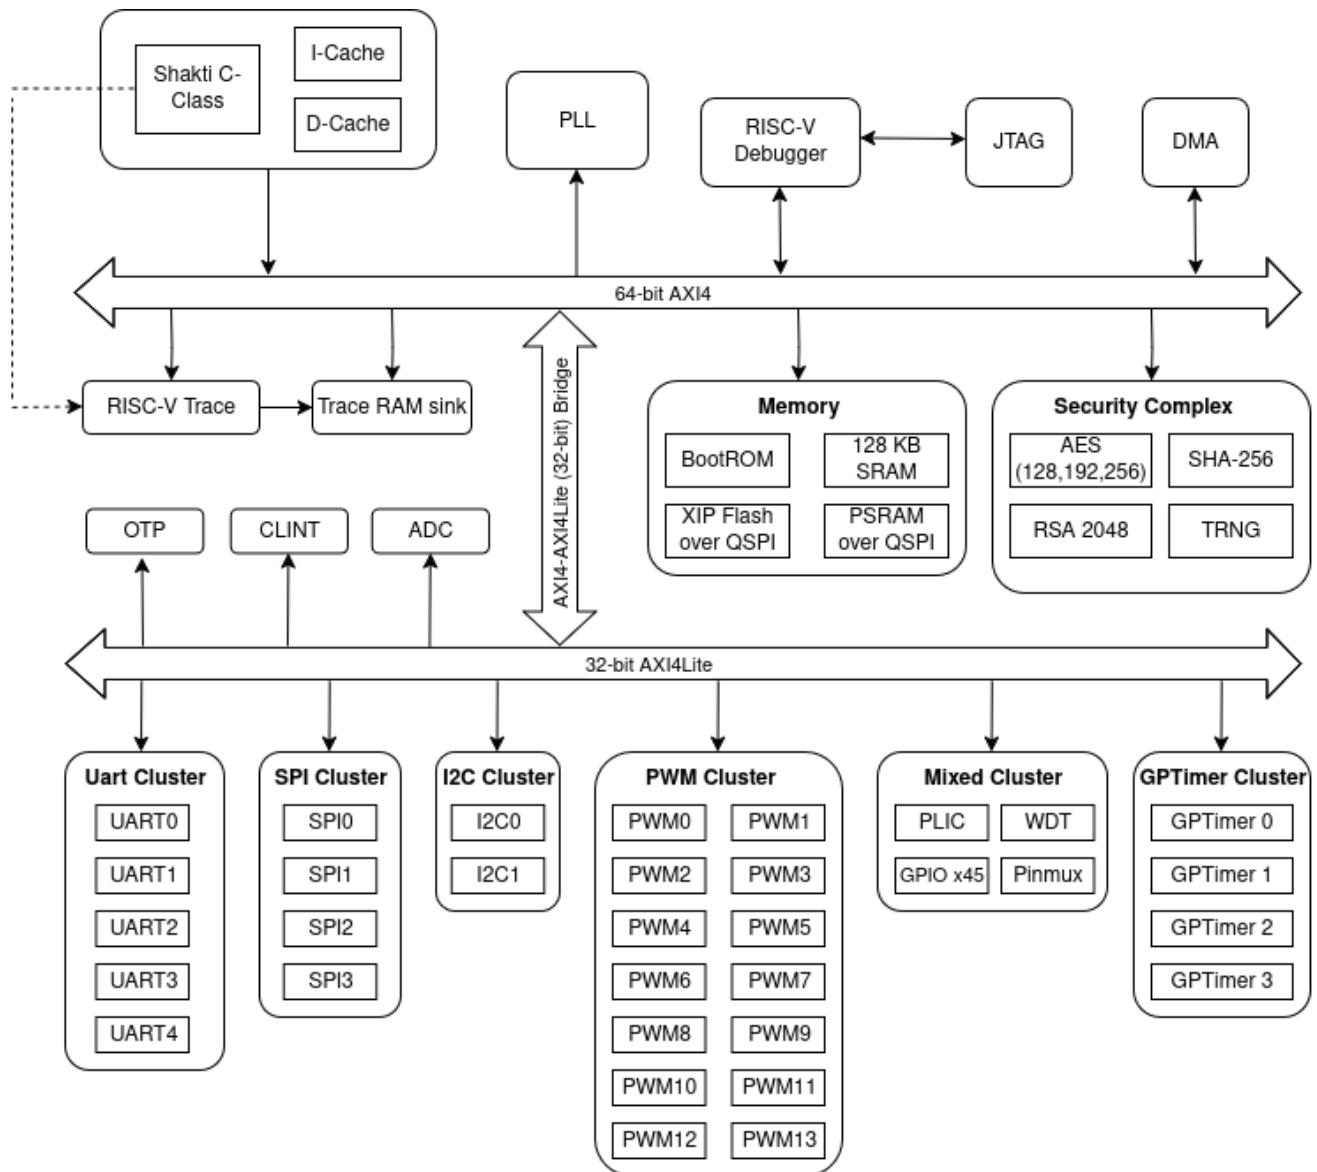 Shakti C-
Class
I-Cache
D-Cache
PLL
RISC-V
Debugger
JTAG
DMA
64-bit AXI4
RISC-V Trace
Trace RAM sink
AXI4-AXI4Lite (32-bit) Bridge
Memory
BootROM
128 KB
SRAM
XIP Flash
over QSPI
PSRAM
over QSPI
Security Complex
AES
(128,192,256)
SHA-256
RSA 2048
TRNG
OTP
CLINT
ADC
32-bit AXI4Lite
Uart Cluster
UART0
UART1
UART2
UART3
UART4
SPI Cluster
SPI0
SPI1
SPI2
SPI3
I2C Cluster
I2C0
I2C1
PWM Cluster
PWM0
PWM1
PWM2
PWM3
PWM4
PWM5
PWM6
PWM7
PWM8
PWM9
PWM10
PWM11
PWM12
PWM13
Mixed Cluster
PLIC
WDT
GPIO x45
Pinmux
GPTimer Cluster
GPTimer 0
GPTimer 1
GPTimer 2
GPTimer 3